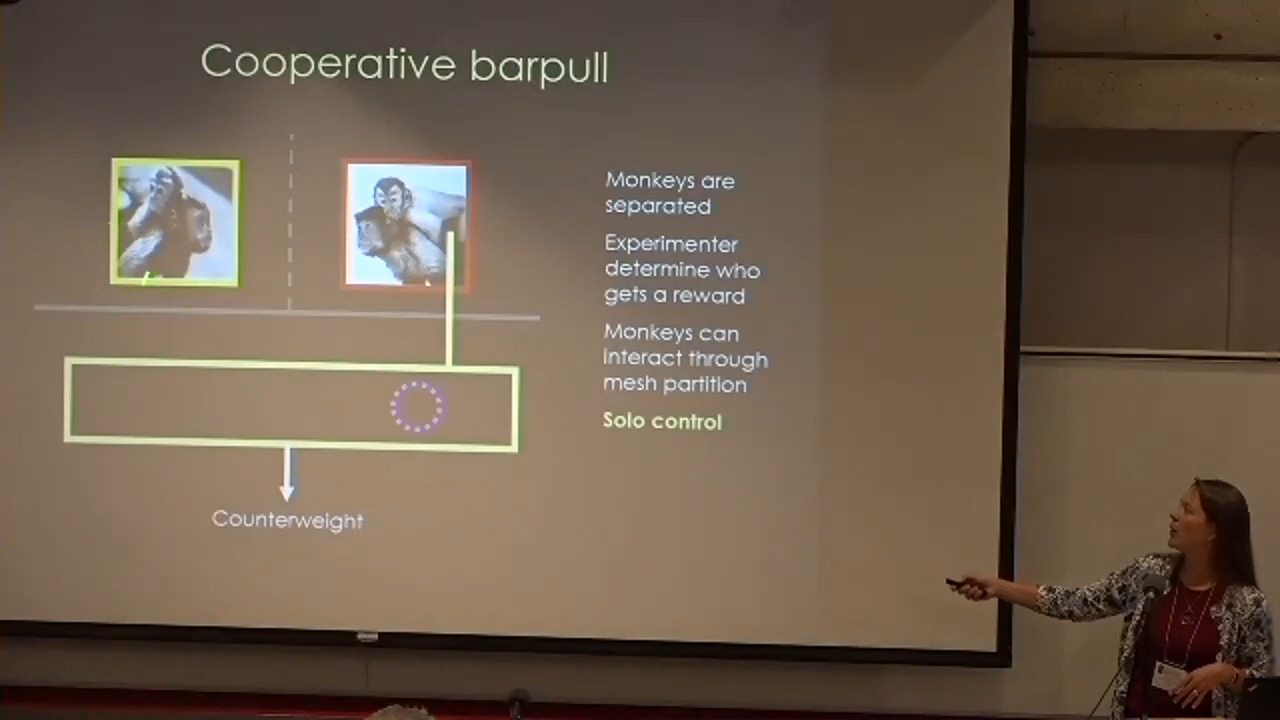 Cooperative barpull
Monkeys are
separated
Experimenter
determine who
gets a reward
Monkeys can
interact through
mesh partition
Solo control
Counterweight